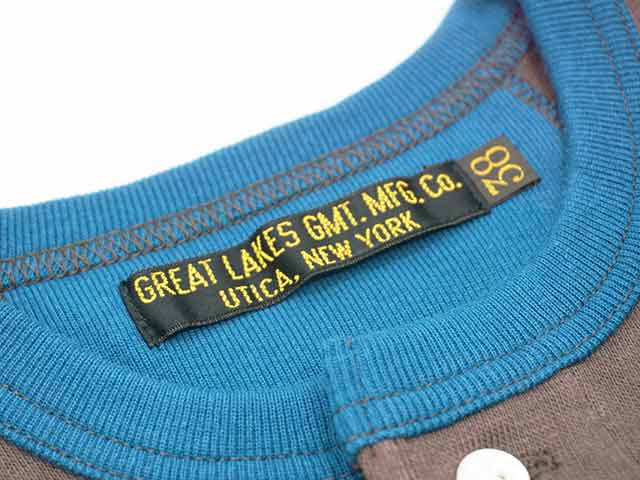 GREAT LAKES GMT. MFG. Co.
UTICA, NEW YORK
38